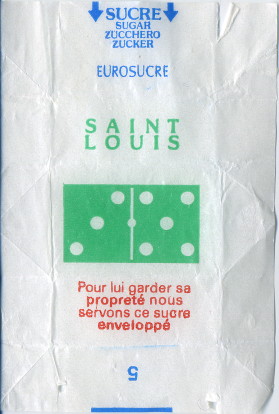 SUCRE
SUGAR
ZUCCHERO
ZUCKER
EUROSUCRE
SAINT
LOUIS
Pour lui garder sa
propreté nous
servons ce sucre
enveloppé
5